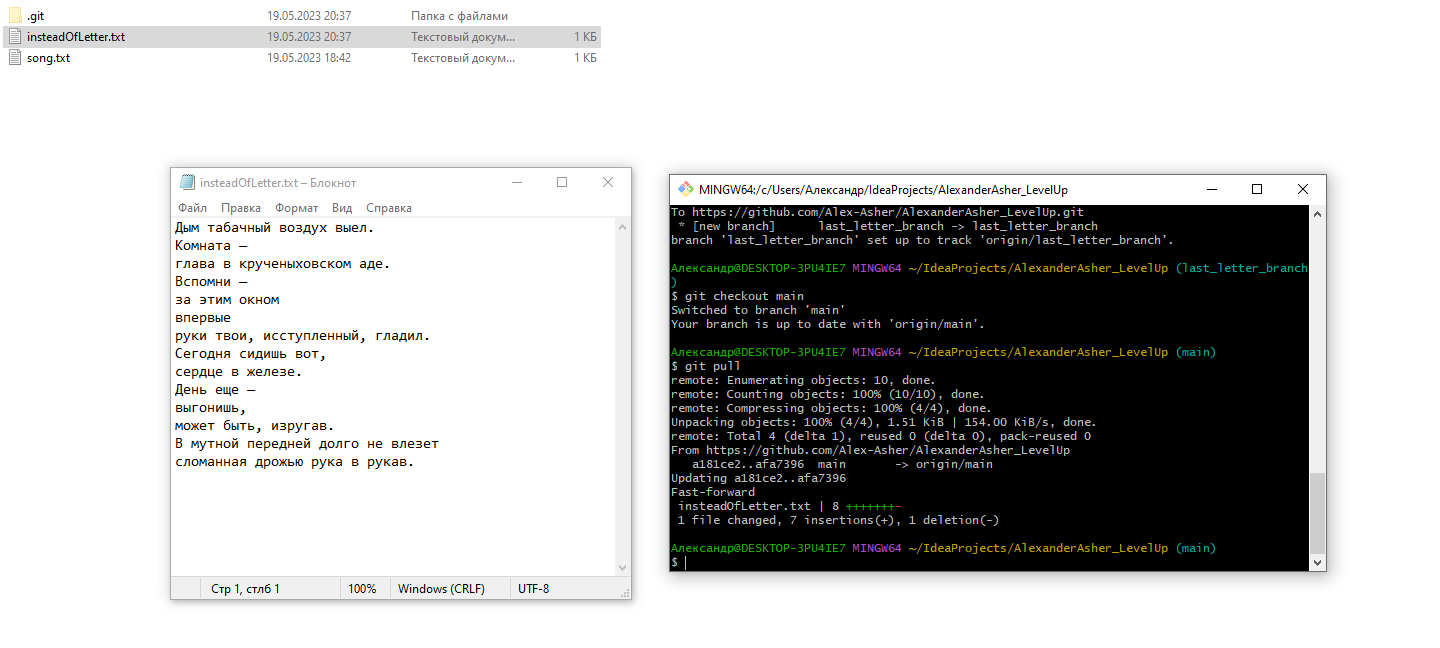 .git 19.05.2023 20:37 Папка с файлами
insteadOfLetter.txt 19.05.2023 20:37 Текстовый докум... 1 КБ
song.txt 19.05.2023 18:42 Текстовый докум... 1 КБ
insteadOfLetter.txt – Блокнот
Файл Правка Формат Вид Справка
Дым табачный воздух выел.
Комната —
глава в крученыховском аде.
Вспомни —
за этим окном
впервые
руки твои, исступленный, гладил.
Сегодня сидишь вот,
сердце в железе.
День еще —
выгонишь,
может быть, изругав.
В мутной передней долго не влезет
сломанная дрожью рука в рукав.
Стр 1, стлб 1 100% Windows (CRLF) UTF-8
MINGW64:/c/Users/Александр/IdeaProjects/AlexanderAsher_LevelUp
To https://github.com/Alex-Asher/AlexanderAsher_LevelUp.git
 * [new branch]      last_letter_branch -> last_letter_branch
branch 'last_letter_branch' set up to track 'origin/last_letter_branch'.
Александр@DESKTOP-3PU4IE7 MINGW64 ~/IdeaProjects/AlexanderAsher_LevelUp (last_letter_branch
)
$ git checkout main
Switched to branch 'main'
Your branch is up to date with 'origin/main'.
Александр@DESKTOP-3PU4IE7 MINGW64 ~/IdeaProjects/AlexanderAsher_LevelUp (main)
$ git pull
remote: Enumerating objects: 10, done.
remote: Counting objects: 100% (10/10), done.
remote: Compressing objects: 100% (4/4), done.
Unpacking objects: 100% (4/4), 1.51 KiB | 154.00 KiB/s, done.
remote: Total 4 (delta 1), reused 0 (delta 0), pack-reused 0
From https://github.com/Alex-Asher/AlexanderAsher_LevelUp
   a181ce2..afa7396  main       -> origin/main
Updating a181ce2..afa7396
Fast-forward
 insteadOfLetter.txt | 8 +++++++-
 1 file changed, 7 insertions(+), 1 deletion(-)
Александр@DESKTOP-3PU4IE7 MINGW64 ~/IdeaProjects/AlexanderAsher_LevelUp (main)
$